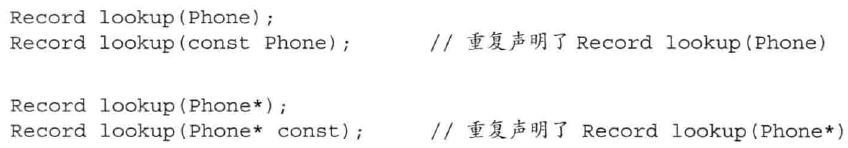 Record lookup(Phone);
Record lookup(const Phone);        // 重复声明了 Record lookup(Phone)
Record lookup(Phone*);
Record lookup(Phone* const);       // 重复声明了 Record lookup(Phone*)